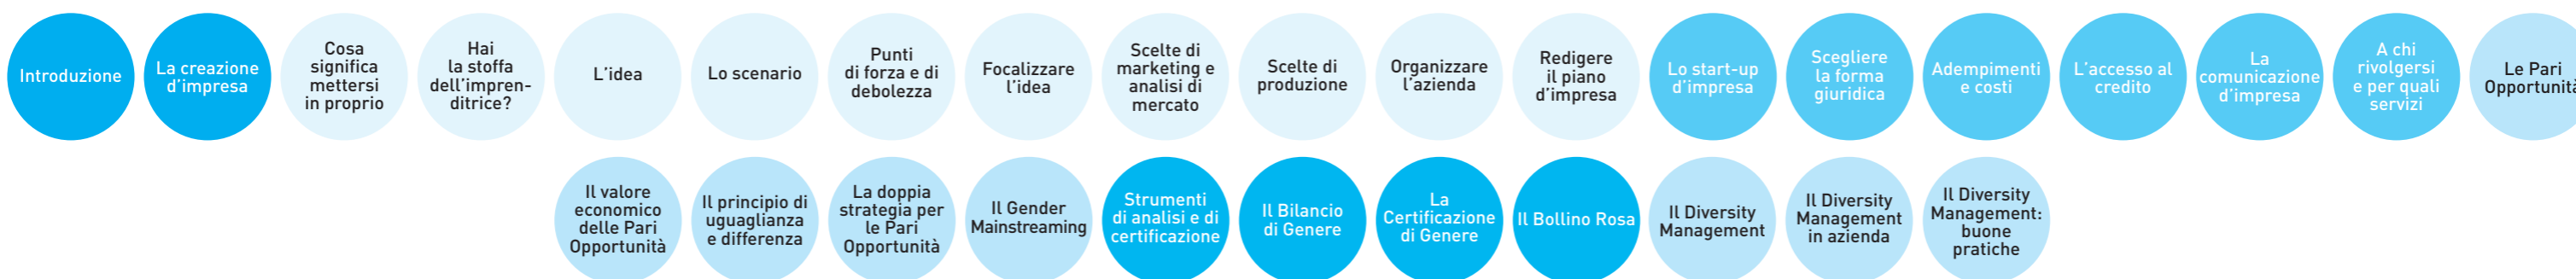 Introduzione
La creazione
d’impresa
Cosa
significa
mettersi
in proprio
Hai
la stoffa
dell’impren-
ditrice?
L’idea
Lo scenario
Punti
di forza e di
debolezza
Focalizzare
l’idea
Scelte di
marketing e
analisi di
mercato
Scelte di
produzione
Organizzare
l’azienda
Redigere
il piano
d’impresa
Lo start-up
d’impresa
Scegliere
la forma
giuridica
Adempimenti
e costi
L’accesso al
credito
La
comunicazione
d’impresa
A chi
rivolgersi
e per quali
servizi
Le Pari
Opportunità
Il valore
economico
delle Pari
Opportunità
Il principio di
uguaglianza
e differenza
La doppia
strategia per
le Pari
Opportunità
Il Gender
Mainstreaming
Strumenti
di analisi e di
certificazione
Il Bilancio
di Genere
La
Certificazione
di Genere
Il Bollino Rosa
Il Diversity
Management
Il Diversity
Management
in azienda
Il Diversity
Management:
buone
pratiche